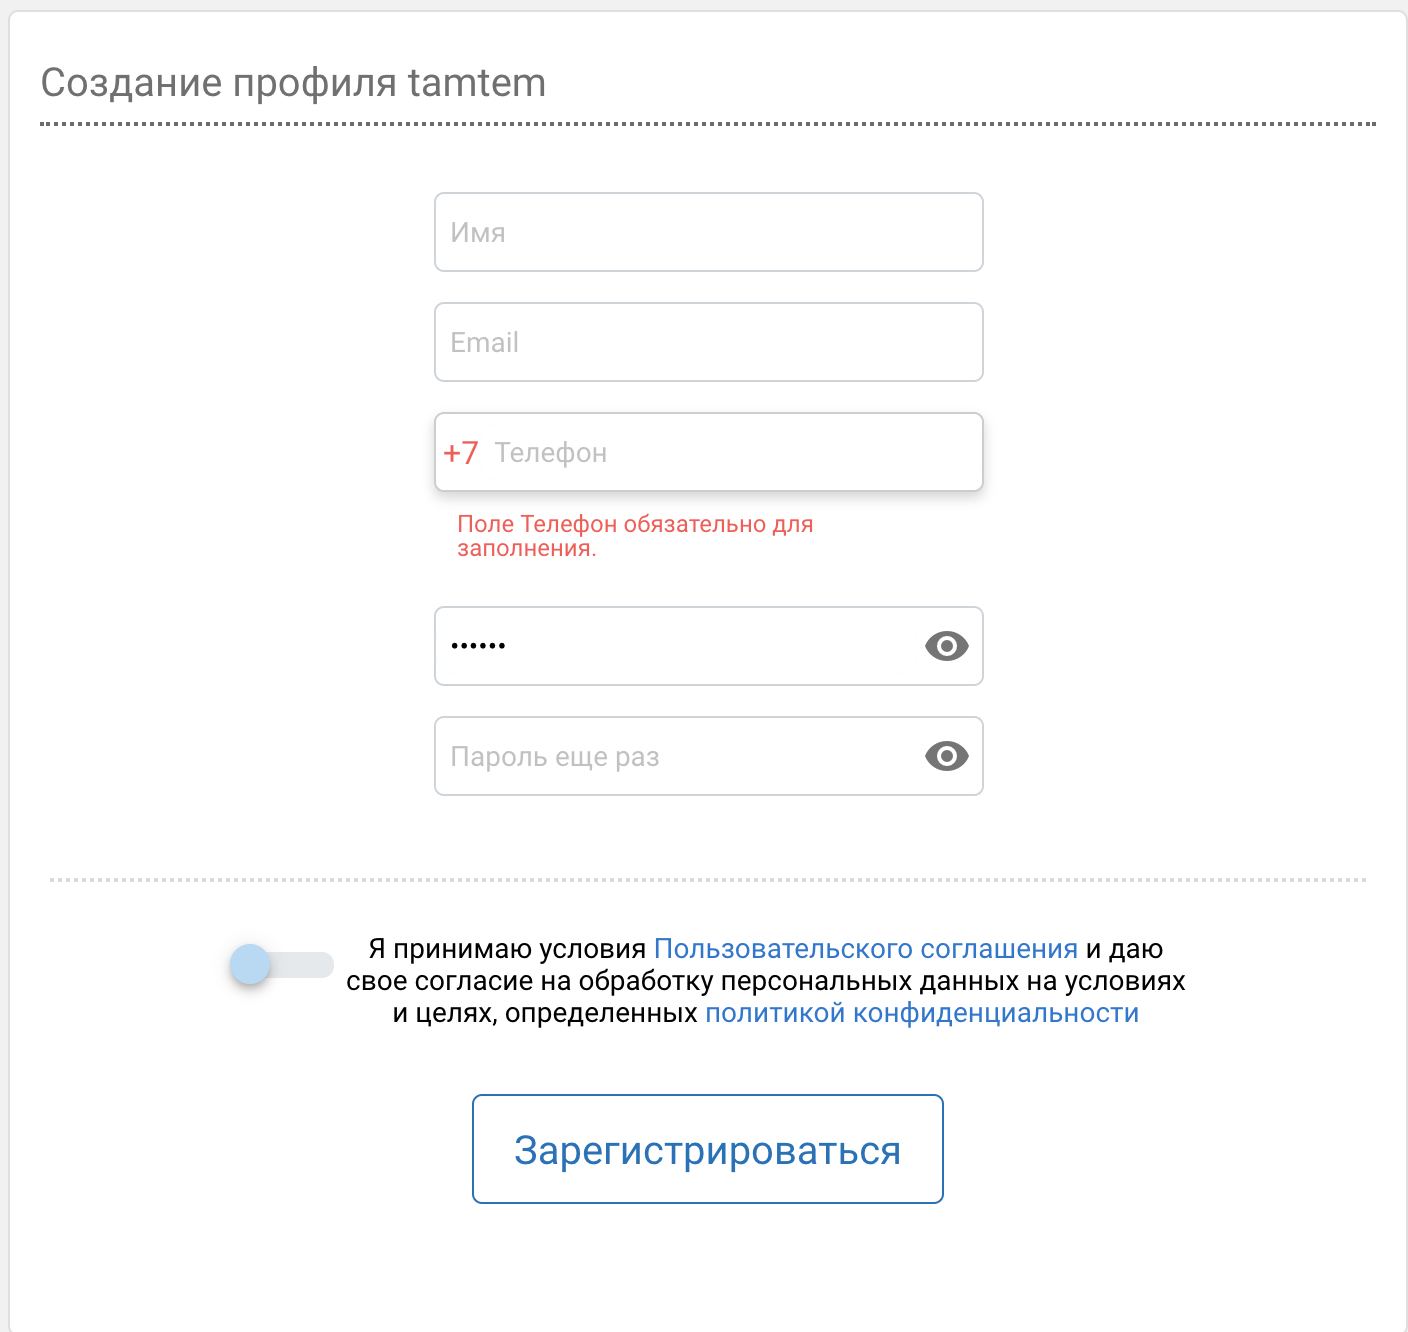 Создание профиля tamtem
Имя
Email
+7 Телефон
Поле Телефон обязательно для
заполнения.
••••••
Пароль еще раз
Я принимаю условия Пользовательского соглашения и даю
свое согласие на обработку персональных данных на условиях
и целях, определенных политикой конфиденциальности
Зарегистрироваться